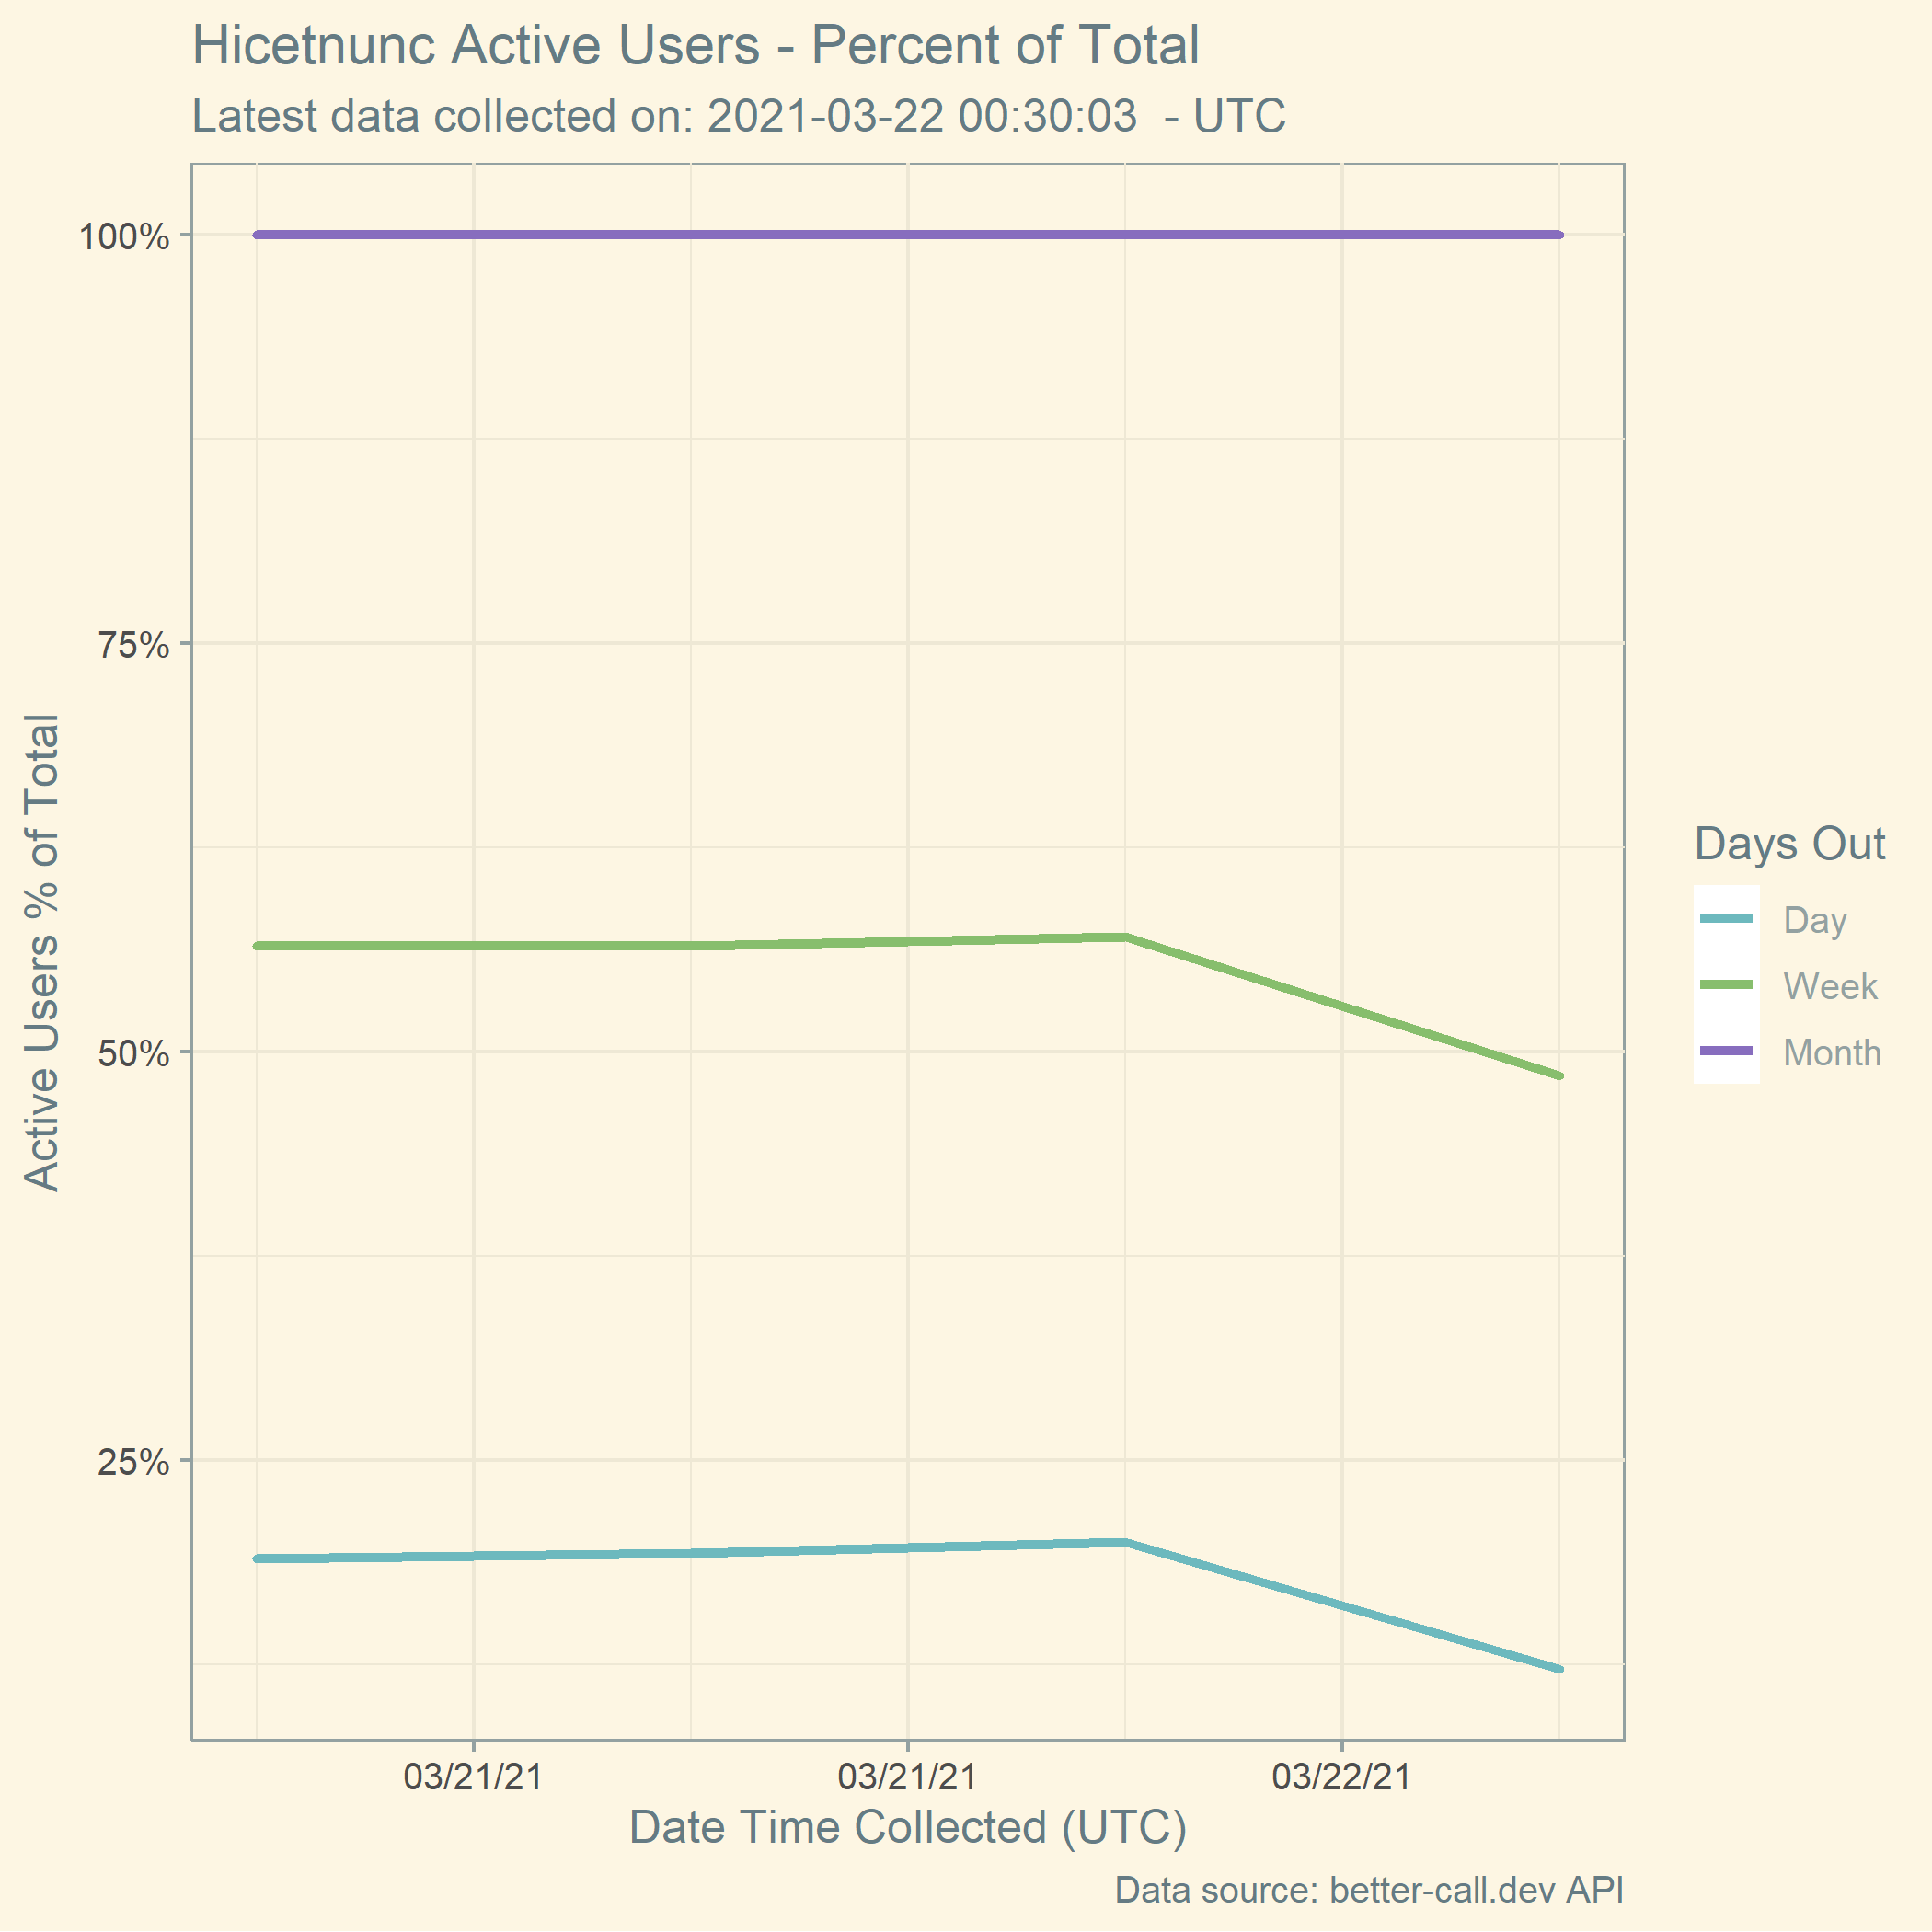 Hicetnunc Active Users - Percent of Total
Latest data collected on: 2021-03-22 00:30:03  - UTC
Active Users % of Total
100%
75%
50%
25%
03/21/21
03/21/21
03/22/21
Date Time Collected (UTC)
Days Out
Day
Week
Month
Data source: better-call.dev API